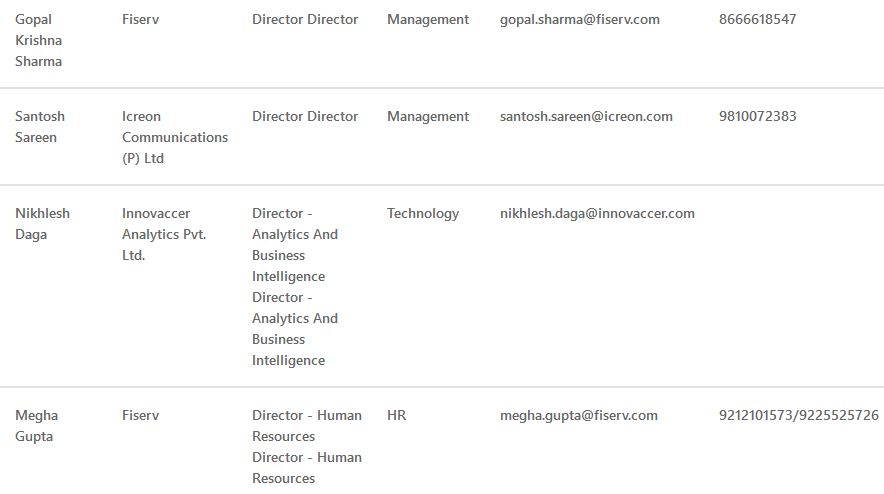 Gopal Fiserv Director Director Management gopal.sharma@fiserv.com 8666618547
Krishna
Sharma
Santosh Icreon Director Director Management santosh.sareen@icreon.com 9810072383
Sareen Communications
(P) Ltd
Nikhlesh Innovaccer Director - Technology nikhlesh.daga@innovaccer.com
Daga Analytics Pvt. Analytics And
Ltd. Business
Intelligence
Director -
Analytics And
Business
Intelligence
Megha Fiserv Director - Human HR megha.gupta@fiserv.com 9212101573/9225525726
Gupta Resources
Director - Human
Resources